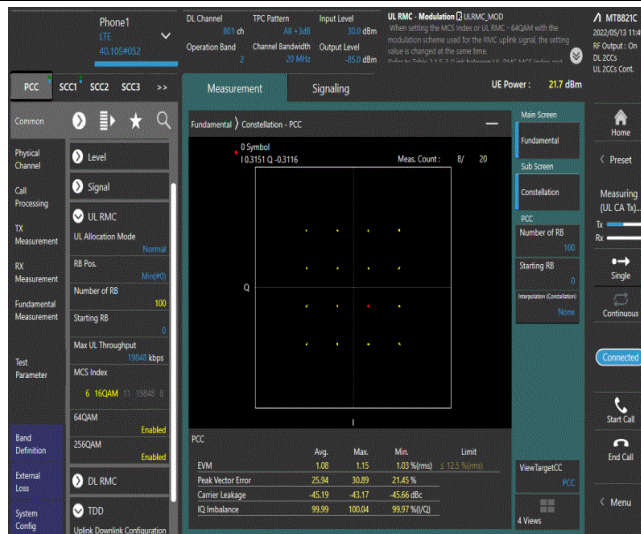 Phone1
LTE
40.105#052
DL Channel
801 ch
TPC Pattern
All +3dB
Input Level
30.0 dBm
Operation Band
2
Channel Bandwidth
20 MHz
Output Level
-85.0 dBm
UL RMC - Modulation ULRMC_MOD
When setting the MCS Index or UL RMC - 64QAM with the
modulation scheme used for the RMC uplink signal, the setting
value is changed at the same time.
MT8821C
2022/05/13 11:4
RF Output : On
DL 2CCs
UL 2CCs Cont.
PCC
SCC1
SCC2
SCC3
>>
Measurement
Signaling
UE Power : 21.7 dBm
Common
Physical
Channel
Call
Processing
TX
Measurement
RX
Measurement
Fundamental
Measurement
Test
Parameter
Band
Definition
External
Loss
System
Config
Level
Signal
UL RMC
UL Allocation Mode
Normal
RB Pos.
Min(#0)
Number of RB
100
Starting RB
0
Max UL Throughput
19848 kbps
MCS Index
6 16QAM 11 19848 8
64QAM
Enabled
256QAM
Enabled
DL RMC
TDD
Uplink Downlink Configuration
Fundamental > Constellation - PCC
0 Symbol
I 0.3151 Q -0.3116
Meas. Count : 8/ 20
Q
I
PCC
Avg. Max. Min. Limit
EVM 1.08 1.15 1.03 %(rms) ≤ 12.5 %(rms)
Peak Vector Error 25.94 30.89 21.45 %
Carrier Leakage -45.19 -43.17 -45.66 dBc
IQ Imbalance 99.99 100.04 99.97 %(I/Q)
Main Screen
Fundamental
Sub Screen
Constellation
PCC
Number of RB
100
Starting RB
0
Interpolation (Constellation)
None
ViewTargetCC
PCC
4 Views
Home
< Preset
Measuring
(UL CA Tx)...
Tx
Rx
Single
Continuous
Connected
Start Call
End Call
< Menu